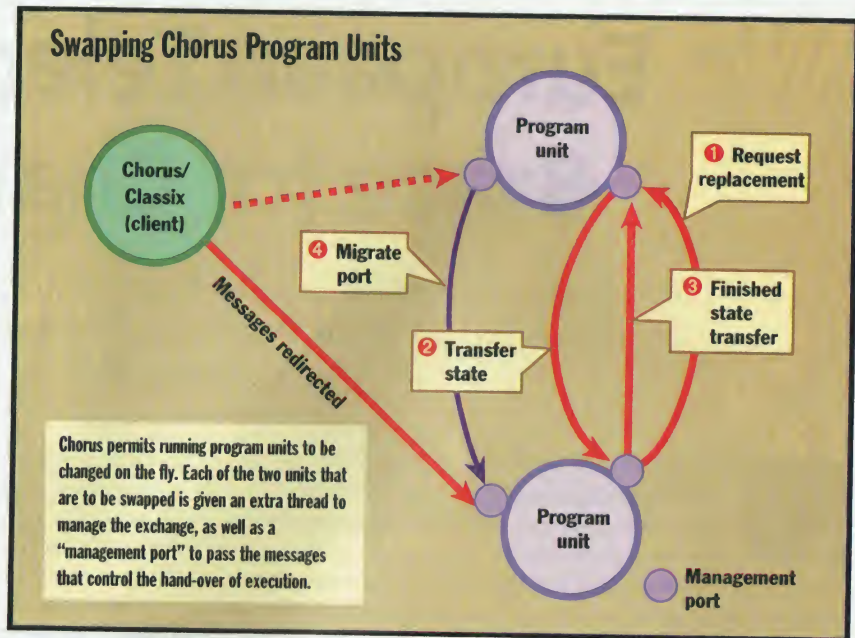 Swapping Chorus Program Units
Chorus/
Classix
(client)
Program
unit
1 Request
replacement
4 Migrate
port
3 Finished
state
transfer
2 Transfer
state
Messages redirected
Chorus permits running program units to be
changed on the fly. Each of the two units that
are to be swapped is given an extra thread to
manage the exchange, as well as a
“management port” to pass the messages
that control the hand-over of execution.
Program
unit
Management
port